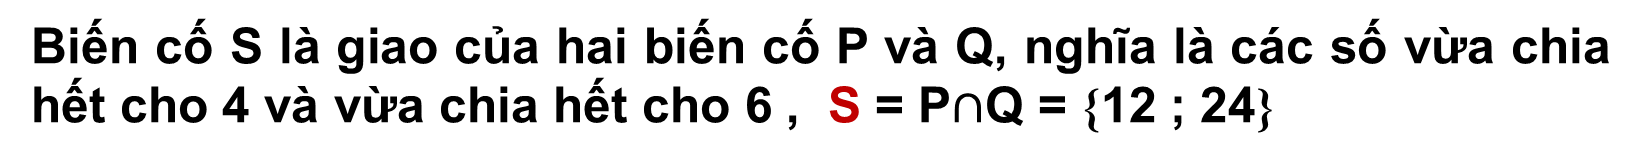 Biến cố S là giao của hai biến cố P và Q, nghĩa là các số vừa chia
hết cho 4 và vừa chia hết cho 6 , S = P∩Q = {12 ; 24}